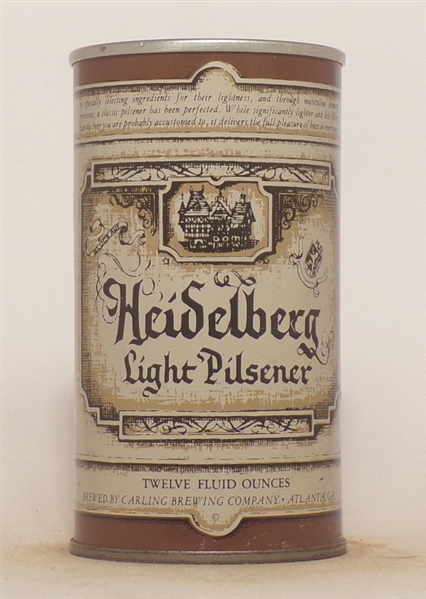 specially selecting ingredients for their lightness, and through meticulous
a classic pilsener has been perfected. While significantly lighter and less
the beer you are probably accustomed to, it delivers the full pleasure of beer in every
Heidelberg
Light Pilsener
TWELVE FLUID OUNCES
BREWED BY CARLING BREWING COMPANY • ATLANTA, GA
©